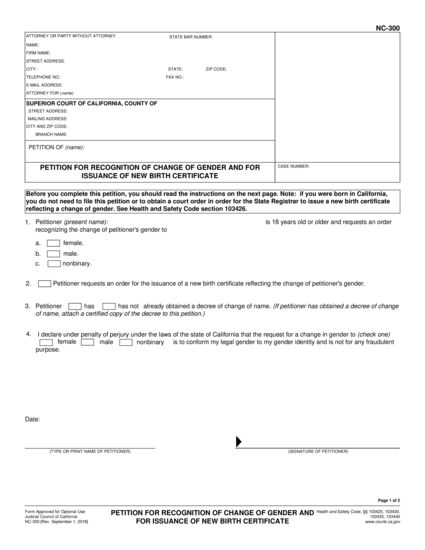 NC-300
ATTORNEY OR PARTY WITHOUT ATTORNEY STATE BAR NUMBER:
NAME:
FIRM NAME:
STREET ADDRESS:
CITY: STATE: ZIP CODE:
TELEPHONE NO.: FAX NO.:
E-MAIL ADDRESS:
ATTORNEY FOR (name):
SUPERIOR COURT OF CALIFORNIA, COUNTY OF
STREET ADDRESS:
MAILING ADDRESS:
CITY AND ZIP CODE:
BRANCH NAME:
PETITION OF (name):
PETITION FOR RECOGNITION OF CHANGE OF GENDER AND FOR
ISSUANCE OF NEW BIRTH CERTIFICATE
CASE NUMBER:
Before you complete this petition, you should read the instructions on the next page. Note: if you were born in California,
you do not need to file this petition or to obtain a court order in order for the State Registrar to issue a new birth certificate
reflecting a change of gender. See Health and Safety Code section 103426.
1. Petitioner (present name): is 18 years old or older and requests an order
recognizing the change of petitioner's gender to
a. female.
b. male.
c. nonbinary.
2. Petitioner requests an order for the issuance of a new birth certificate reflecting the change of petitioner's gender.
3. Petitioner has has not already obtained a decree of change of name. (If petitioner has obtained a decree of change
of name, attach a certified copy of the decree to this petition.)
4. I declare under penalty of perjury under the laws of the state of California that the request for a change in gender to (check one)
female male nonbinary is to conform my legal gender to my gender identity and is not for any fraudulent
purpose.
Date:
(TYPE OR PRINT NAME OF PETITIONER) (SIGNATURE OF PETITIONER)
Page 1 of 2
Form Approved for Optional Use
Judicial Council of California
NC-300 [Rev. September 1, 2018]
PETITION FOR RECOGNITION OF CHANGE OF GENDER AND
FOR ISSUANCE OF NEW BIRTH CERTIFICATE
Health and Safety Code, §§ 103425, 103430,
103435, 103440
www.courts.ca.gov